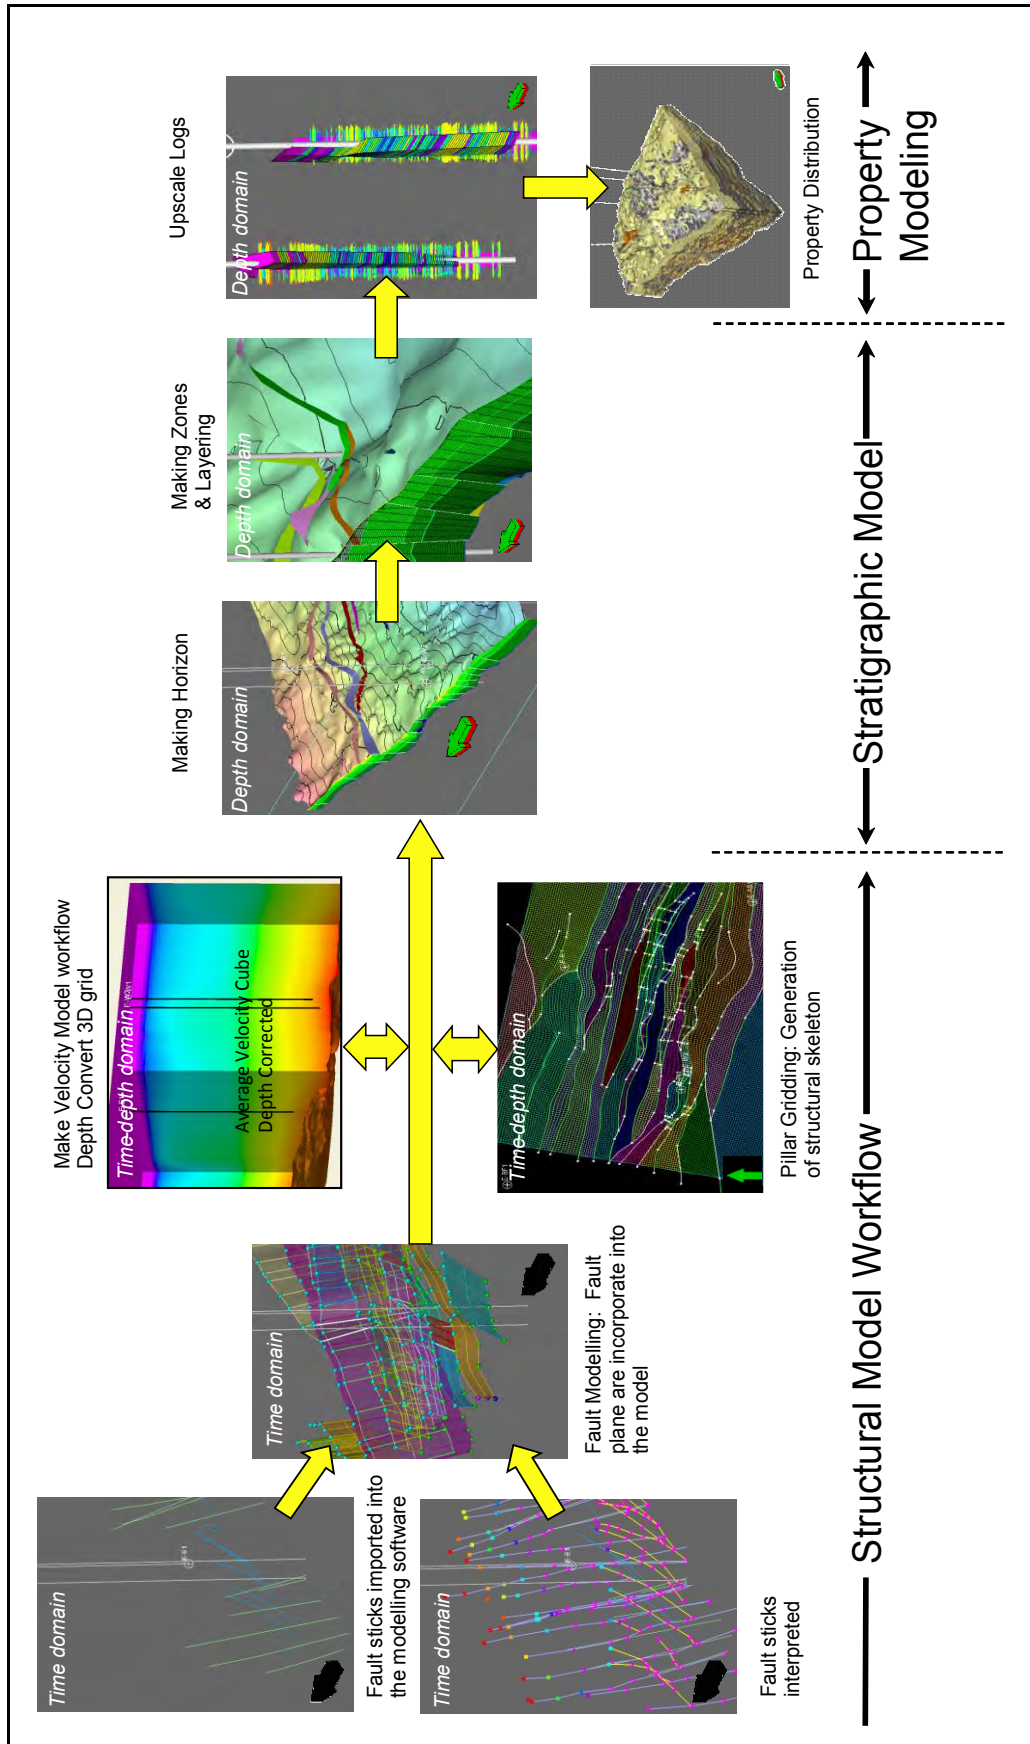 Time domain
Fault sticks imported into
the modelling software
Time domain
Fault sticks
interpreted
Time domain
Fault Modelling: Fault
plane are incorporate into
the model
Make Velocity Model workflow
Depth Convert 3D grid
Time-depth domain
Average Velocity Cube
Depth Corrected
Time-depth domain
Pillar Gridding: Generation
of structural skeleton
Making Horizon
Depth domain
Making Zones
& Layering
Depth domain
Upscale Logs
Depth domain
Property Distribution
Structural Model Workflow
Stratigraphic Model
Property
Modeling